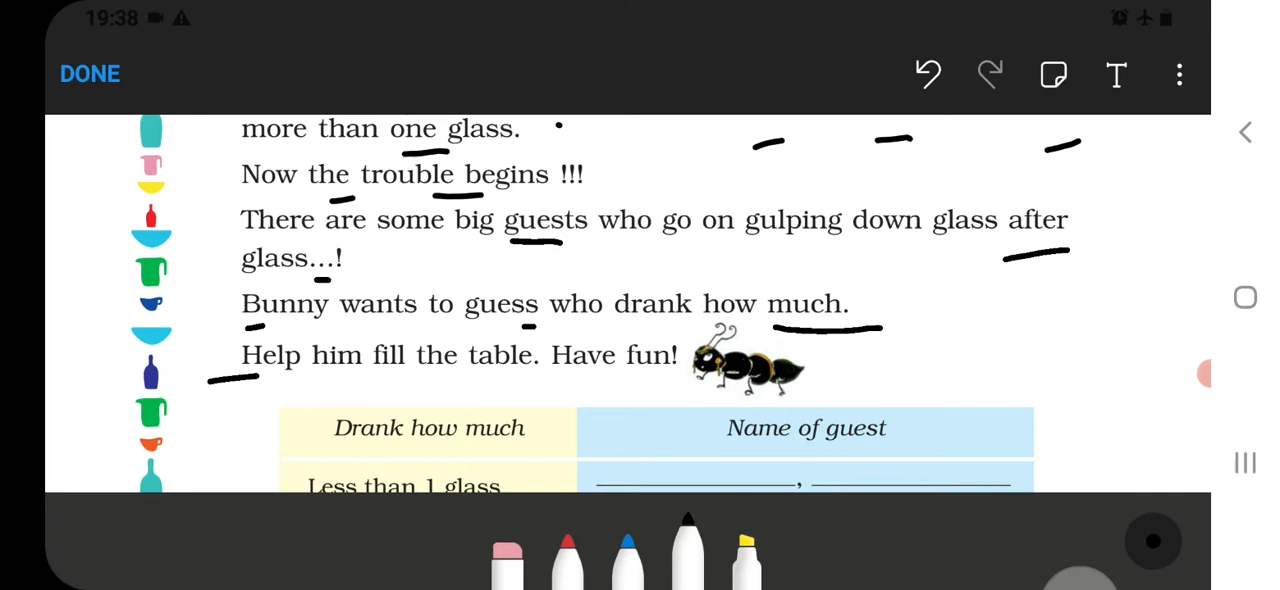 19:38
DONE
T
more than one glass.
Now the trouble begins !!!
There are some big guests who go on gulping down glass after
glass...!
Bunny wants to guess who drank how much.
Help him fill the table. Have fun!
Drank how much Name of guest
Less than 1 glass ,